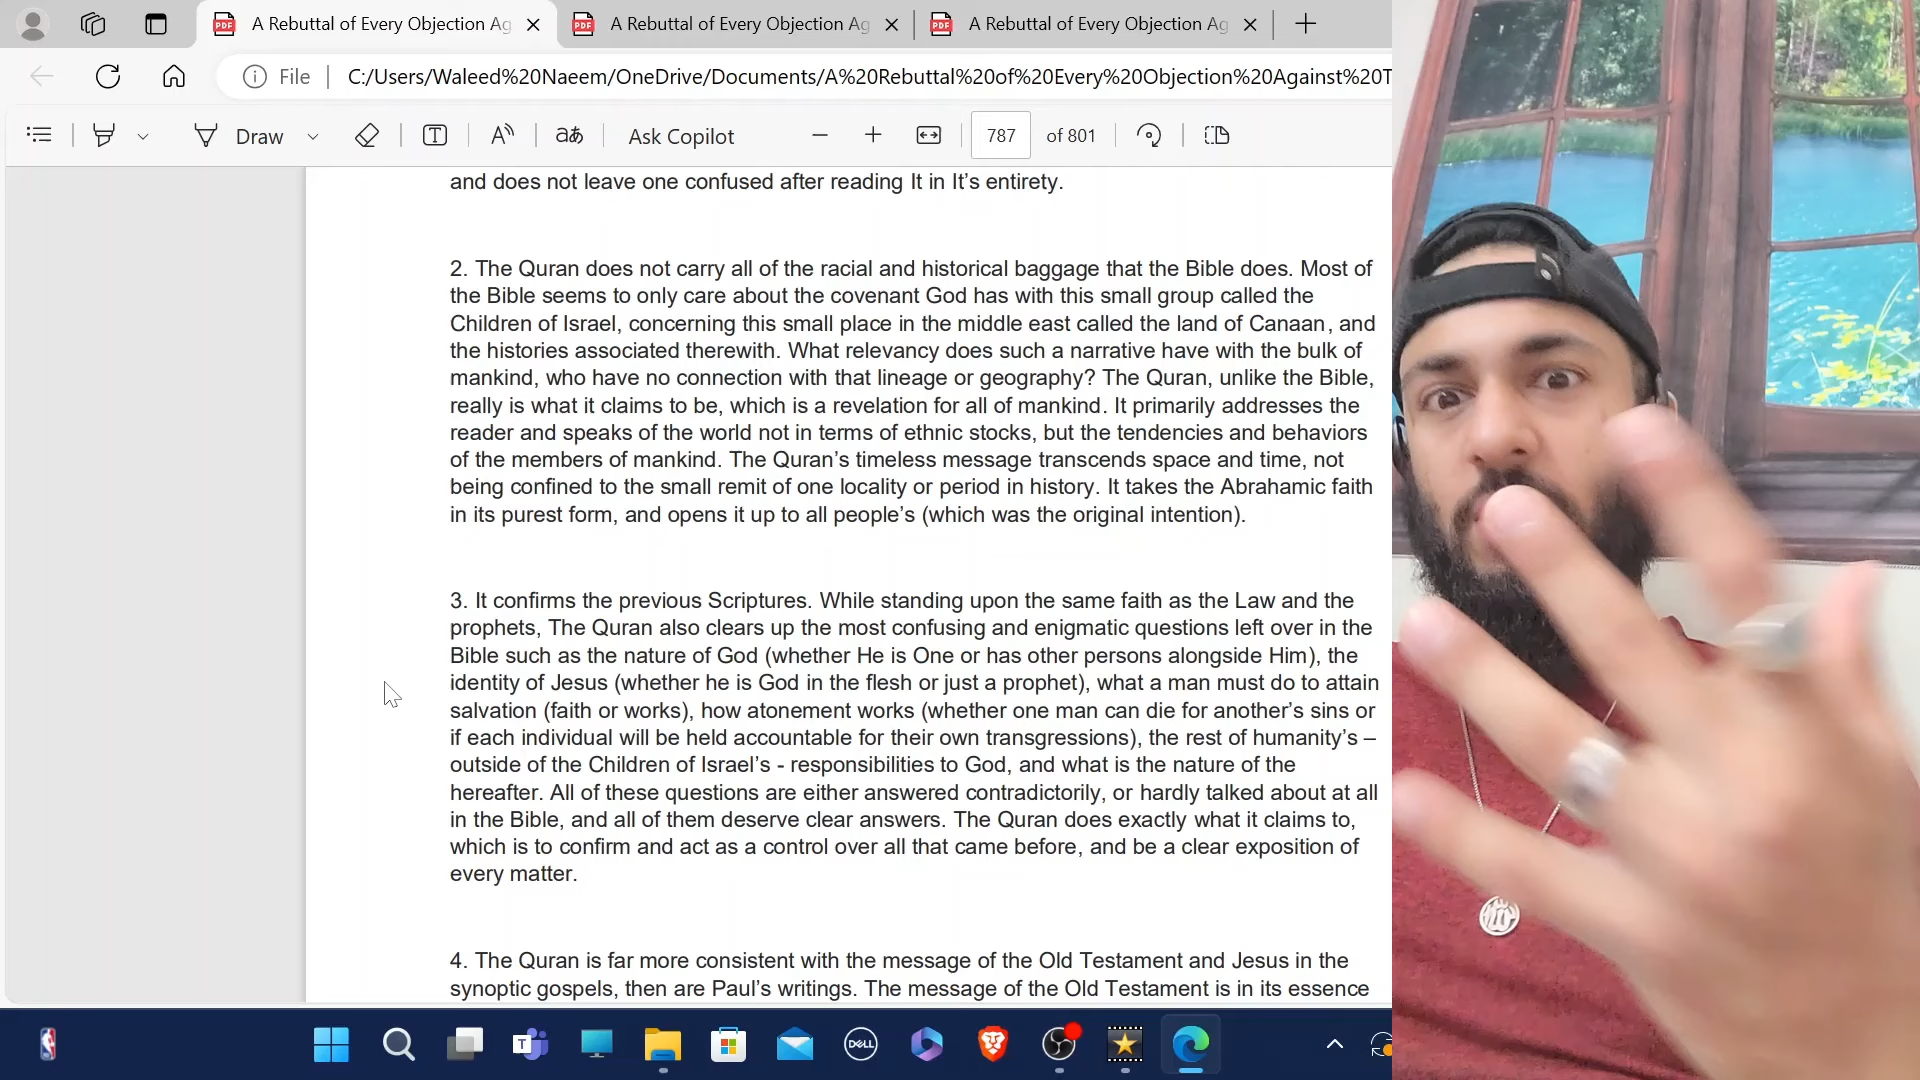 A Rebuttal of Every Objection Ag
A Rebuttal of Every Objection Ag
A Rebuttal of Every Objection Ag
File
C:/Users/Waleed%20Naeem/OneDrive/Documents/A%20Rebuttal%20of%20Every%20Objection%20Against%20T
Draw
Ask Copilot
787 of 801
and does not leave one confused after reading It in It's entirety.
2. The Quran does not carry all of the racial and historical baggage that the Bible does. Most of
the Bible seems to only care about the covenant God has with this small group called the
Children of Israel, concerning this small place in the middle east called the land of Canaan, and
the histories associated therewith. What relevancy does such a narrative have with the bulk of
mankind, who have no connection with that lineage or geography? The Quran, unlike the Bible,
really is what it claims to be, which is a revelation for all of mankind. It primarily addresses the
reader and speaks of the world not in terms of ethnic stocks, but the tendencies and behaviors
of the members of mankind. The Quran's timeless message transcends space and time, not
being confined to the small remit of one locality or period in history. It takes the Abrahamic faith
in its purest form, and opens it up to all people's (which was the original intention).
3. It confirms the previous Scriptures. While standing upon the same faith as the Law and the
prophets, The Quran also clears up the most confusing and enigmatic questions left over in the
Bible such as the nature of God (whether He is One or has other persons alongside Him), the
identity of Jesus (whether he is God in the flesh or just a prophet), what a man must do to attain
salvation (faith or works), how atonement works (whether one man can die for another's sins or
if each individual will be held accountable for their own transgressions), the rest of humanity's –
outside of the Children of Israel's - responsibilities to God, and what is the nature of the
hereafter. All of these questions are either answered contradictorily, or hardly talked about at all
in the Bible, and all of them deserve clear answers. The Quran does exactly what it claims to,
which is to confirm and act as a control over all that came before, and be a clear exposition of
every matter.
4. The Quran is far more consistent with the message of the Old Testament and Jesus in the
synoptic gospels, then are Paul's writings. The message of the Old Testament is in its essence
DELL